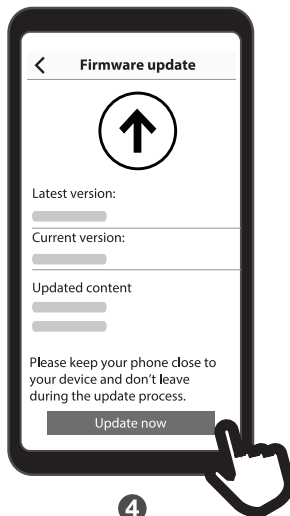 Firmware update
Latest version:
Current version:
Updated content
Please keep your phone close to
your device and don't leave
during the update process.
Update now
4